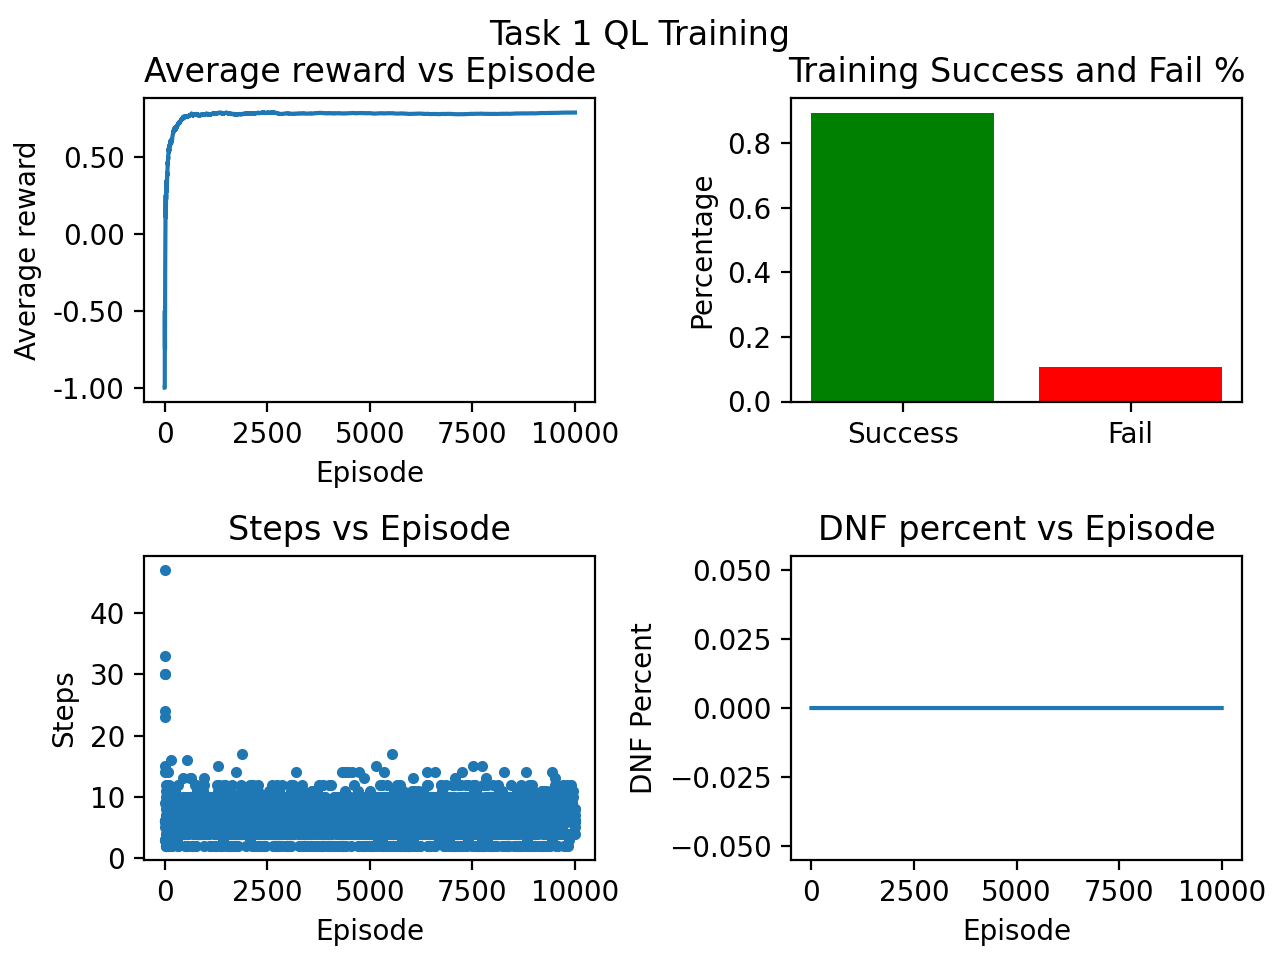 Task 1 QL Training
Average reward vs Episode
Average reward
0.50
0.00
-0.50
-1.00
0 2500 5000 7500 10000
Episode
Training Success and Fail %
Percentage
0.8
0.6
0.4
0.2
0.0
Success Fail
Steps vs Episode
Steps
40
30
20
10
0
0 2500 5000 7500 10000
Episode
DNF percent vs Episode
DNF Percent
0.050
0.025
0.000
−0.025
−0.050
0 2500 5000 7500 10000
Episode